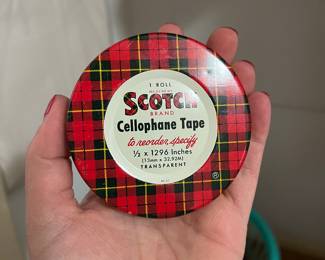 1 ROLL
SCOTCH
BRAND
Cellophane Tape
to reorder, specify
½ x 1296 Inches
(13mm x 32,92M)
TRANSPARENT
®